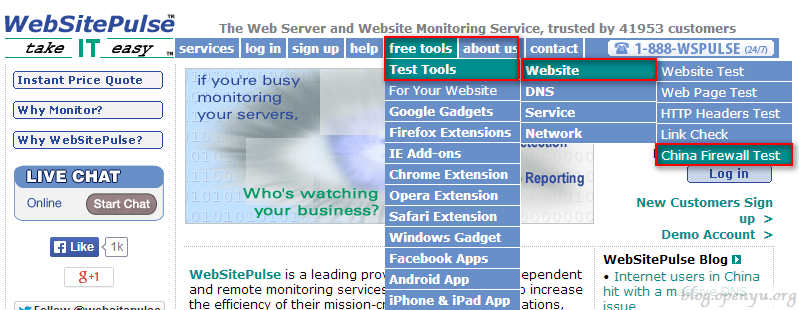 WebSitePulse™
take IT easy™
The Web Server and Website Monitoring Service, trusted by 41953 customers
services
log in
sign up
help
free tools
about us
contact
1-888-WSPULSE (24/7)
Instant Price Quote
Why Monitor?
Why WebSitePulse?
LIVE CHAT
Online
Start Chat
Like
1k
g+1
Follow @websitepulse
if you're busy
monitoring
your servers,
Who's watching
your business?
Test Tools
For Your Website
Google Gadgets
Firefox Extensions
IE Add-ons
Chrome Extension
Opera Extension
Safari Extension
Windows Gadget
Facebook Apps
Android App
iPhone & iPad App
Website
DNS
Service
Network
Website Test
Web Page Test
HTTP Headers Test
Link Check
China Firewall Test
Reporting
Log in
New Customers Sign
up >
Demo Account >
WebSitePulse is a leading prov
ependent
and remote monitoring services
o increase
the efficiency of their mission-cr
ations,
WebSitePulse Blog
• Internet users in China
hit with a massive DNS
issue
blog.openyu.org